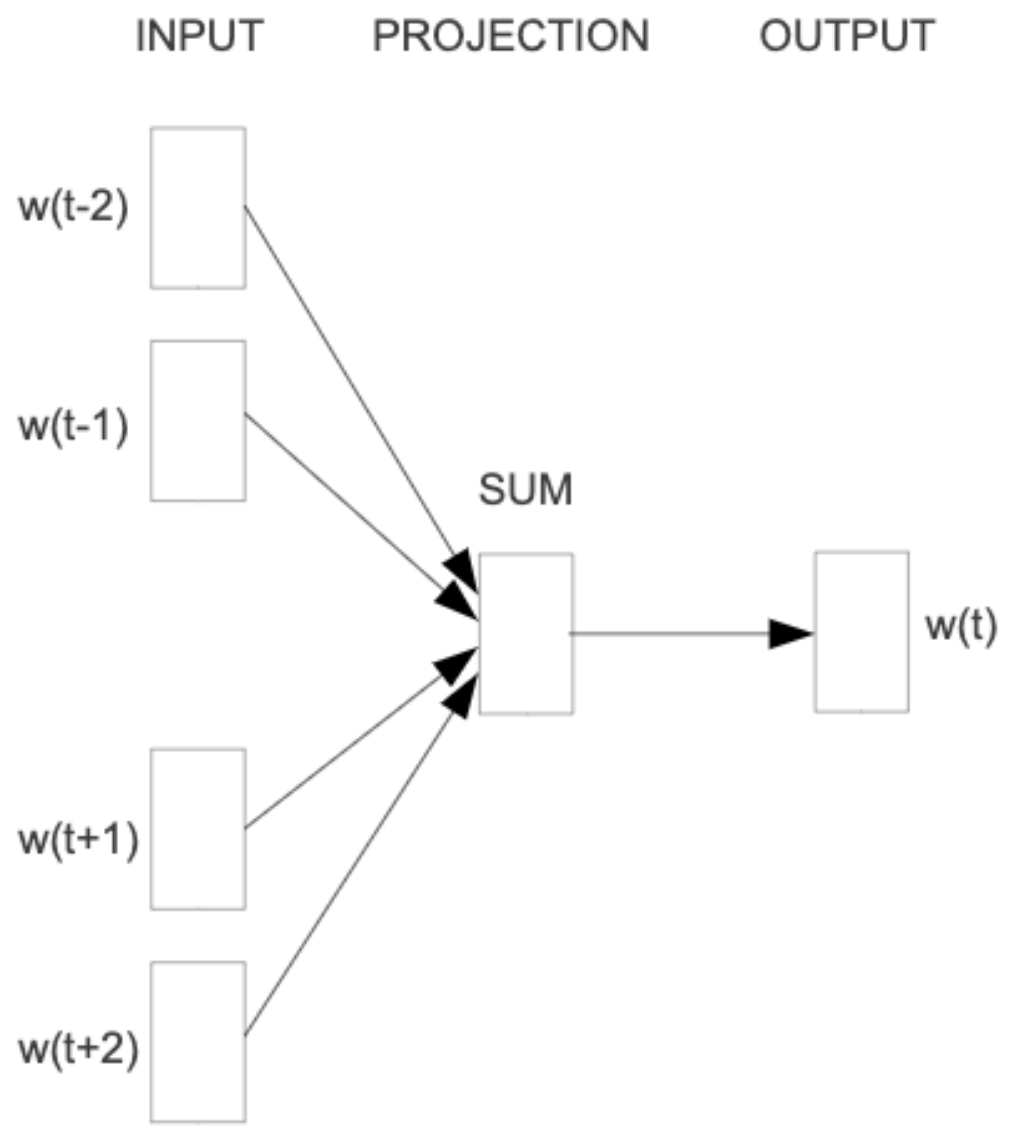 INPUT PROJECTION OUTPUT
w(t-2)
w(t-1)
SUM
w(t)
w(t+1)
w(t+2)